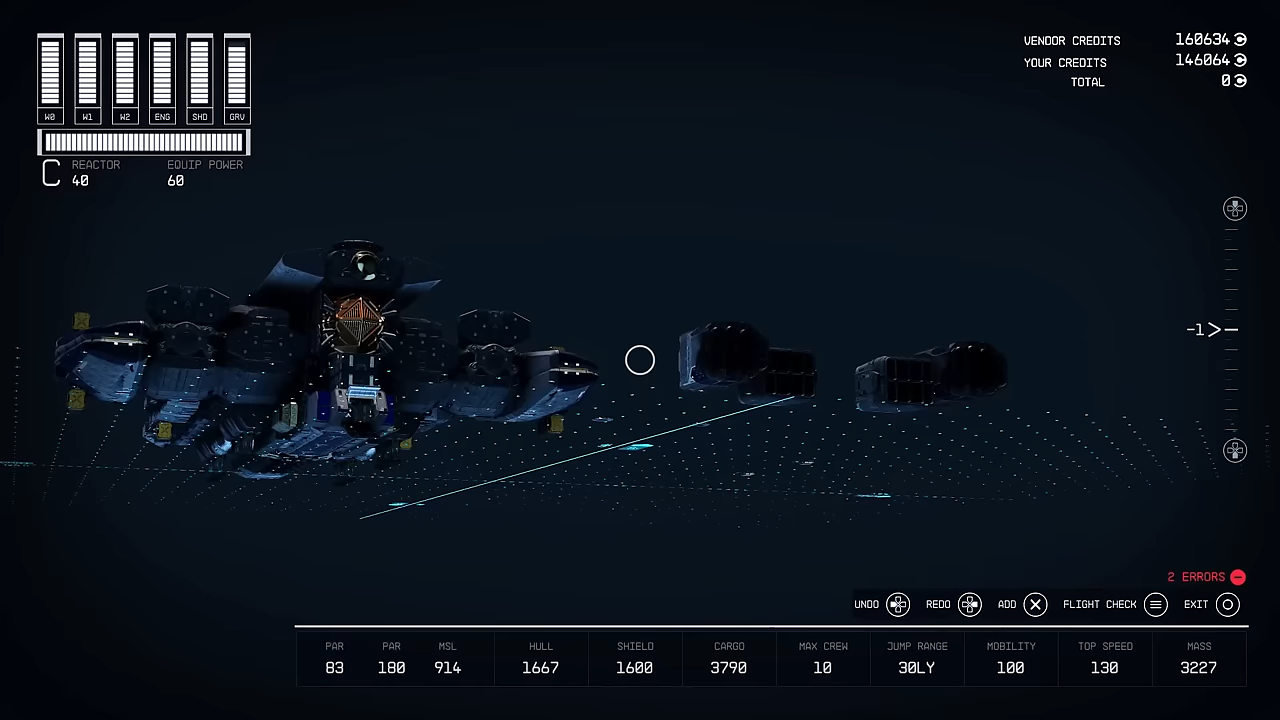 W0 W1 W2 ENG SHD GRV
C REACTOR 40 EQUIP POWER 60
VENDOR CREDITS 160634
YOUR CREDITS 146064
TOTAL 0
-1
2 ERRORS
UNDO REDO ADD FLIGHT CHECK EXIT
PAR PAR MSL HULL SHIELD CARGO MAX CREW JUMP RANGE MOBILITY TOP SPEED MASS
83 180 914 1667 1600 3790 10 30LY 100 130 3227